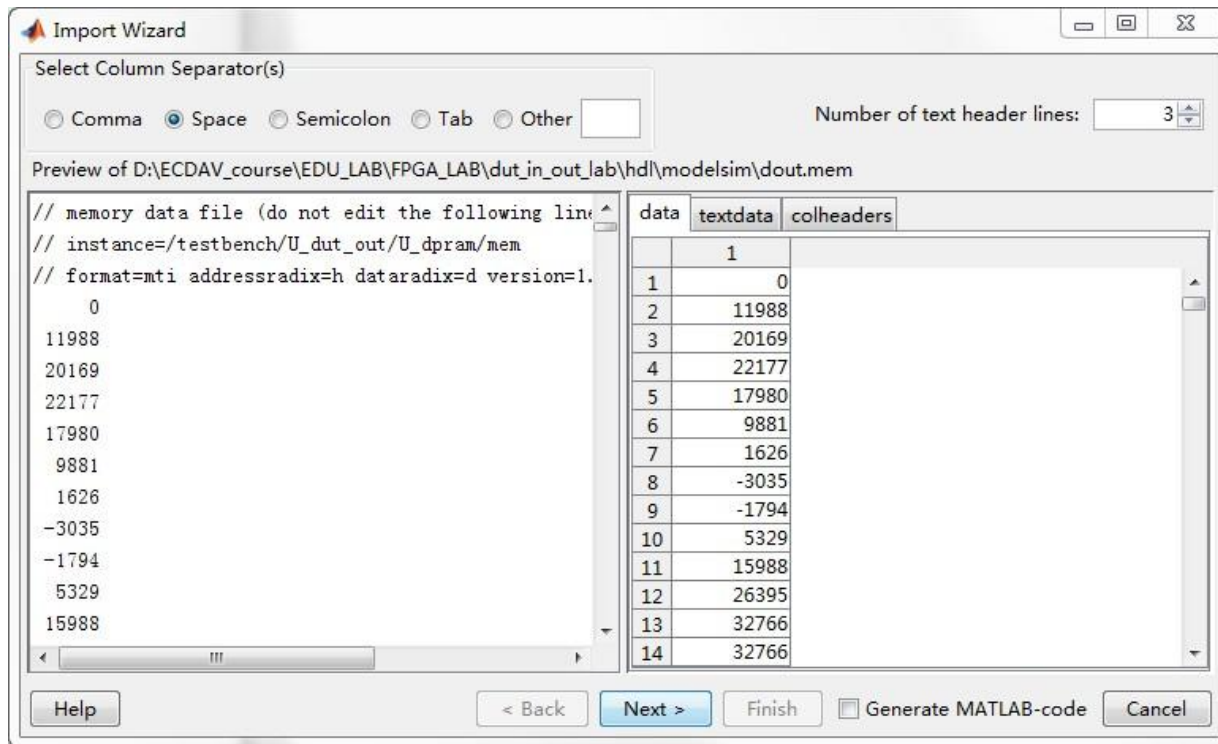 Import Wizard
Select Column Separator(s)
Comma Space Semicolon Tab Other
Number of text header lines: 3
Preview of D:\ECDAV_course\EDU_LAB\FPGA_LAB\dut_in_out_lab\hdl\modelsim\dout.mem
// memory data file (do not edit the following line
// instance=/testbench/U_dut_out/U_dpram/mem
// format=mti addressradix=h dataradix=d version=1.
0
11988
20169
22177
17980
9881
1626
-3035
-1794
5329
15988
data textdata colheaders
1
1 0
2 11988
3 20169
4 22177
5 17980
6 9881
7 1626
8 -3035
9 -1794
10 5329
11 15988
12 26395
13 32766
14 32766
Help < Back Next > Finish Generate MATLAB-code Cancel